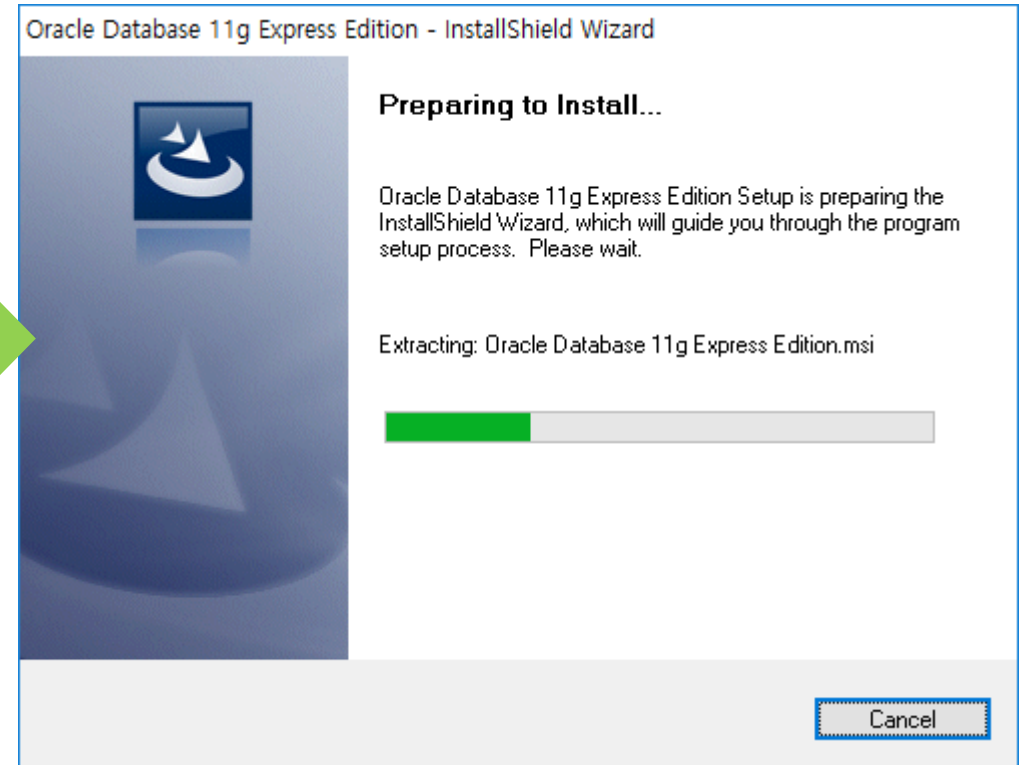 Oracle Database 11g Express Edition - InstallShield Wizard
Preparing to Install...
Oracle Database 11g Express Edition Setup is preparing the
InstallShield Wizard, which will guide you through the program
setup process.  Please wait.
Extracting: Oracle Database 11g Express Edition.msi
Cancel